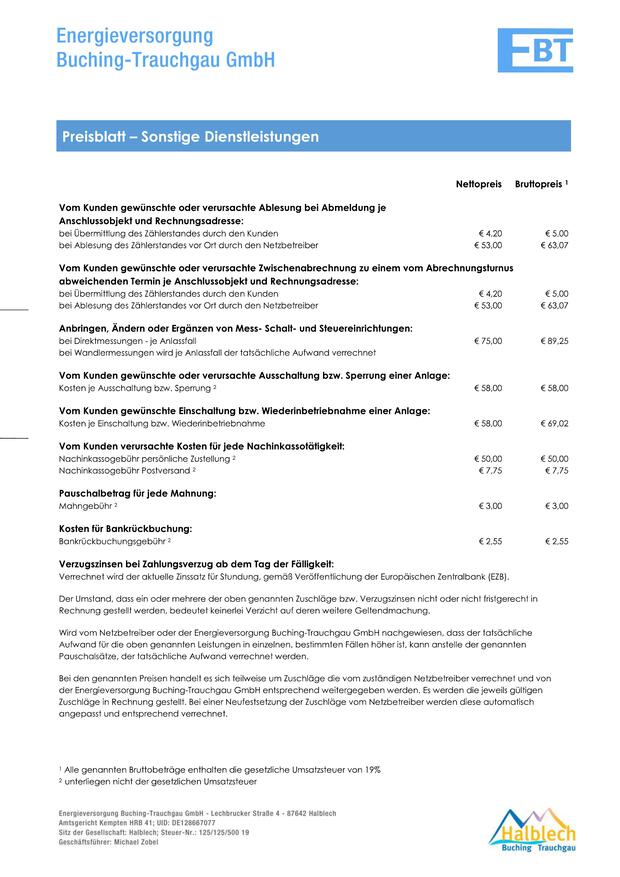 Energieversorgung
Buching-Trauchgau GmbH
EBT
Preisblatt – Sonstige Dienstleistungen
Nettopreis Bruttopreis ¹
Vom Kunden gewünschte oder verursachte Ablesung bei Abmeldung je
Anschlussobjekt und Rechnungsadresse:
bei Übermittlung des Zählerstandes durch den Kunden € 4,20 € 5,00
bei Ablesung des Zählerstandes vor Ort durch den Netzbetreiber € 53,00 € 63,07
Vom Kunden gewünschte oder verursachte Zwischenabrechnung zu einem vom Abrechnungsturnus
abweichenden Termin je Anschlussobjekt und Rechnungsadresse:
bei Übermittlung des Zählerstandes durch den Kunden € 4,20 € 5,00
bei Ablesung des Zählerstandes vor Ort durch den Netzbetreiber € 53,00 € 63,07
Anbringen, Ändern oder Ergänzen von Mess- Schalt- und Steuereinrichtungen:
bei Direktmessungen - je Anlassfall € 75,00 € 89,25
bei Wandlermessungen wird je Anlassfall der tatsächliche Aufwand verrechnet
Vom Kunden gewünschte oder verursachte Ausschaltung bzw. Sperrung einer Anlage:
Kosten je Ausschaltung bzw. Sperrung ² € 58,00 € 58,00
Vom Kunden gewünschte Einschaltung bzw. Wiederinbetriebnahme einer Anlage:
Kosten je Einschaltung bzw. Wiederinbetriebnahme € 58,00 € 69,02
Vom Kunden verursachte Kosten für jede Nachinkassotätigkeit:
Nachinkassogebühr persönliche Zustellung ² € 50,00 € 50,00
Nachinkassogebühr Postversand ² € 7,75 € 7,75
Pauschalbetrag für jede Mahnung:
Mahngebühr ² € 3,00 € 3,00
Kosten für Bankrückbuchung:
Bankrückbuchungsgebühr ² € 2,55 € 2,55
Verzugszinsen bei Zahlungsverzug ab dem Tag der Fälligkeit:
Verrechnet wird der aktuelle Zinssatz für Stundung, gemäß Veröffentlichung der Europäischen Zentralbank (EZB).
Der Umstand, dass ein oder mehrere der oben genannten Zuschläge bzw. Verzugszinsen nicht oder nicht fristgerecht in
Rechnung gestellt werden, bedeutet keinerlei Verzicht auf deren weitere Geltendmachung.
Wird vom Netzbetreiber oder der Energieversorgung Buching-Trauchgau GmbH nachgewiesen, dass der tatsächliche
Aufwand für die oben genannten Leistungen in einzelnen, bestimmten Fällen höher ist, kann anstelle der genannten
Pauschalsätze, der tatsächliche Aufwand verrechnet werden.
Bei den genannten Preisen handelt es sich teilweise um Zuschläge die vom zuständigen Netzbetreiber verrechnet und von
der Energieversorgung Buching-Trauchgau GmbH entsprechend weitergegeben werden. Es werden die jeweils gültigen
Zuschläge in Rechnung gestellt. Bei einer Neufestsetzung der Zuschläge vom Netzbetreiber werden diese automatisch
angepasst und entsprechend verrechnet.
¹ Alle genannten Bruttobeträge enthalten die gesetzliche Umsatzsteuer von 19%
² unterliegen nicht der gesetzlichen Umsatzsteuer
Energieversorgung Buching-Trauchgau GmbH - Lechbrucker Straße 4 - 87642 Halblech
Amtsgericht Kempten HRB 41; UID: DE128667077
Sitz der Gesellschaft: Halblech; Steuer-Nr.: 125/125/500 19
Geschäftsführer: Michael Zobel
Halblech
Buching Trauchgau